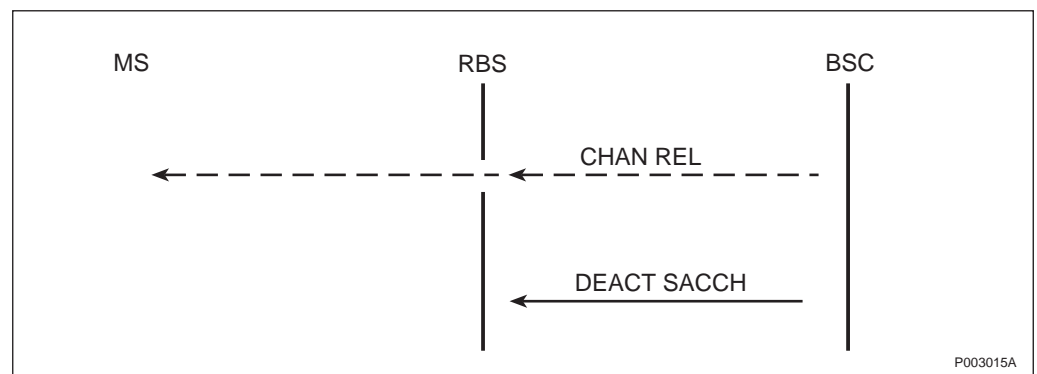 MS RBS BSC
CHAN REL
DEACT SACCH
P003015A